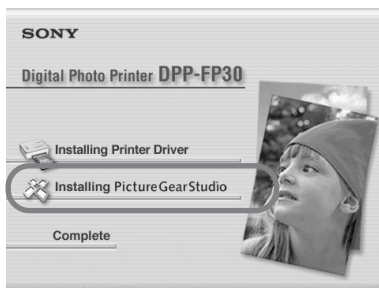 SONY
Digital Photo Printer DPP-FP30
Installing Printer Driver
Installing PictureGearStudio
Complete